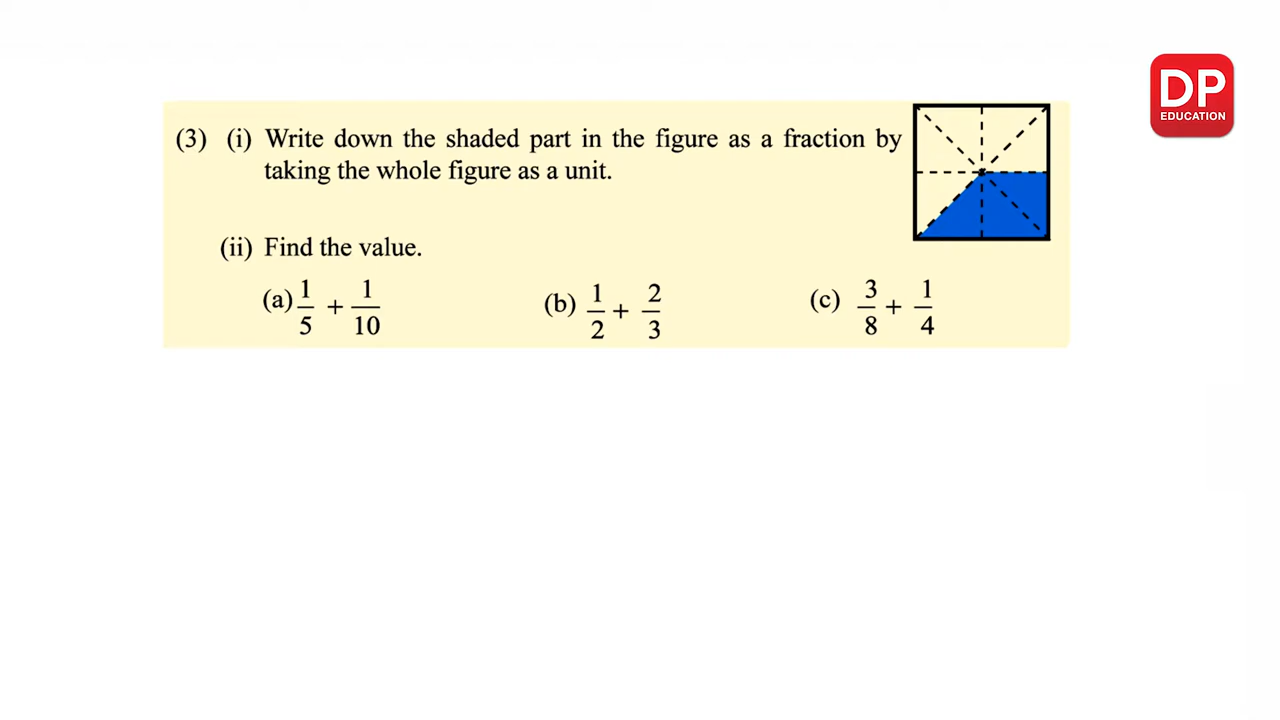 DP
EDUCATION
(3) (i) Write down the shaded part in the figure as a fraction by
taking the whole figure as a unit.
(ii) Find the value.
(a) 1/5 + 1/10 (b) 1/2 + 2/3 (c) 3/8 + 1/4